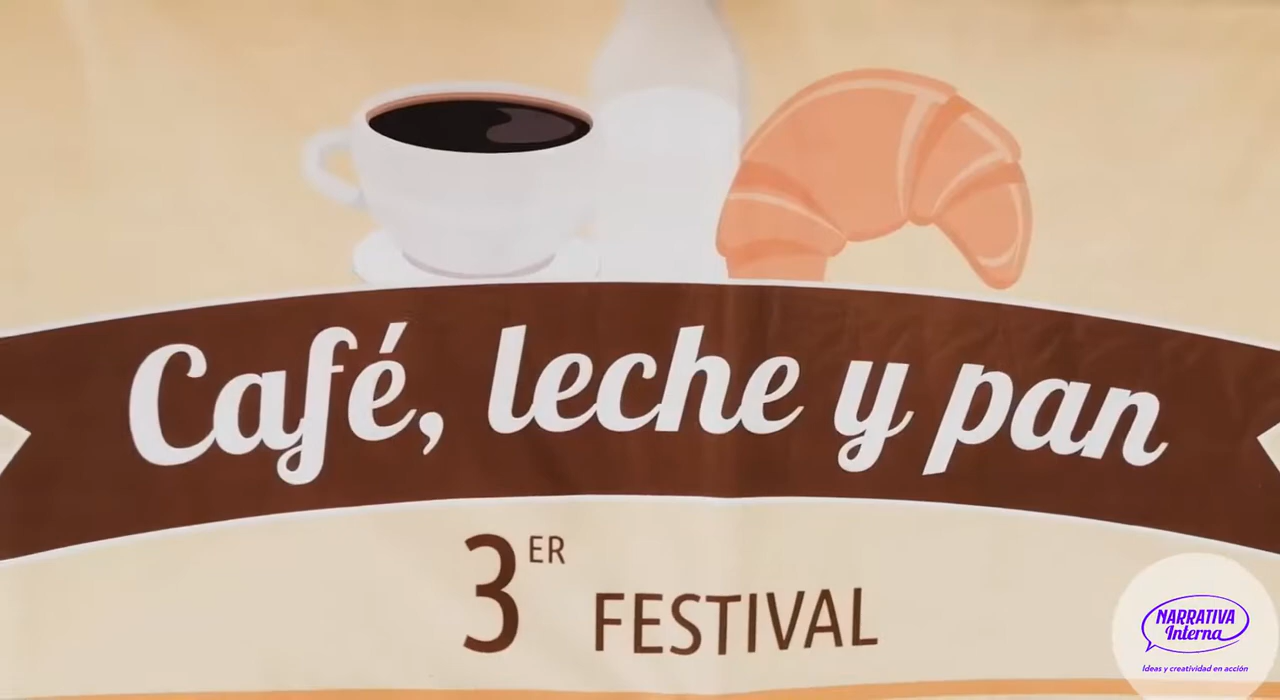 Café, leche y pan
3ER FESTIVAL
NARRATIVA
Interna
Ideas y creatividad en acción